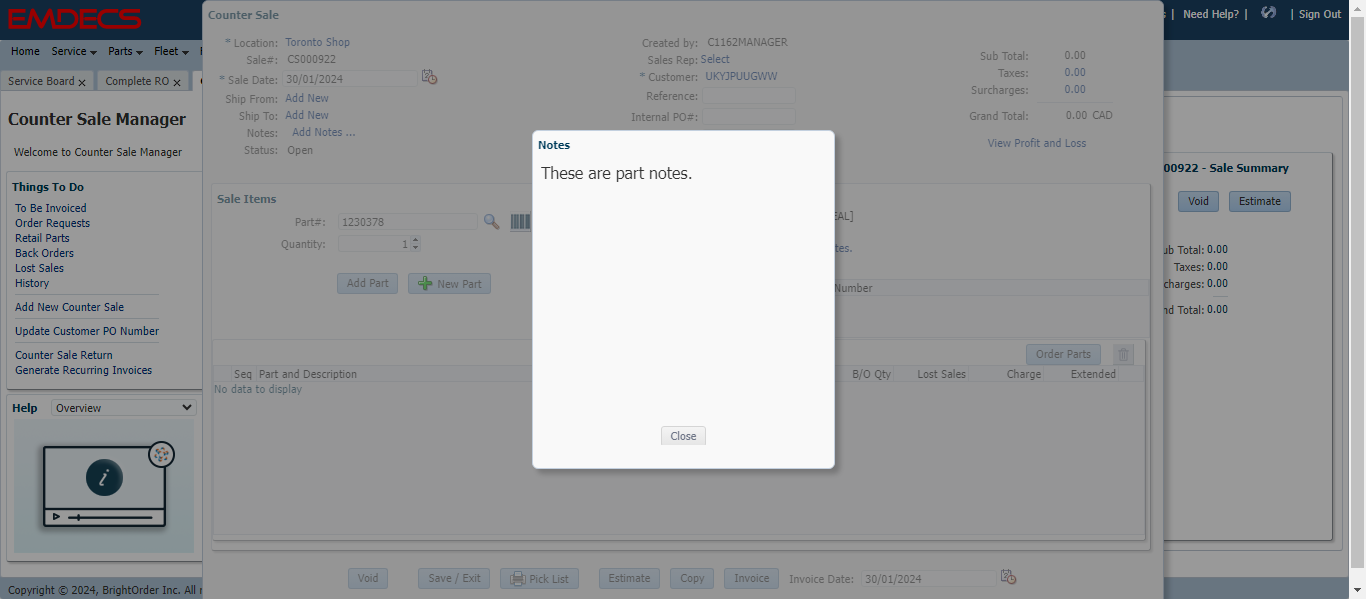 EMDECS
Need Help? |
| Sign Out
Home Service Parts Fleet
Service Board x
Complete RO x
Counter Sale Manager
Welcome to Counter Sale Manager
Things To Do
To Be Invoiced
Order Requests
Retail Parts
Back Orders
Lost Sales
History
Add New Counter Sale
Update Customer PO Number
Counter Sale Return
Generate Recurring Invoices
Help Overview
Copyright © 2024, BrightOrder Inc. All
Counter Sale
* Location: Toronto Shop
Sale#: CS000922
* Sale Date: 30/01/2024
Ship From: Add New
Ship To: Add New
Notes: Add Notes ...
Status: Open
Created by: C1162MANAGER
Sales Rep: Select
* Customer: UKYJPUUGWW
Reference:
Internal PO#:
Sub Total: 0.00
Taxes: 0.00
Surcharges: 0.00
Grand Total: 0.00 CAD
View Profit and Loss
Sale Items
Part#: 1230378
Quantity: 1
Add Part
New Part
EAL]
tes.
Number
Order Parts
Seq Part and Description B/O Qty Lost Sales Charge Extended
No data to display
Void
Save / Exit
Pick List
Estimate
Copy
Invoice
Invoice Date: 30/01/2024
Notes
These are part notes.
Close
00922 - Sale Summary
Void
Estimate
ub Total: 0.00
Taxes: 0.00
charges: 0.00
nd Total: 0.00